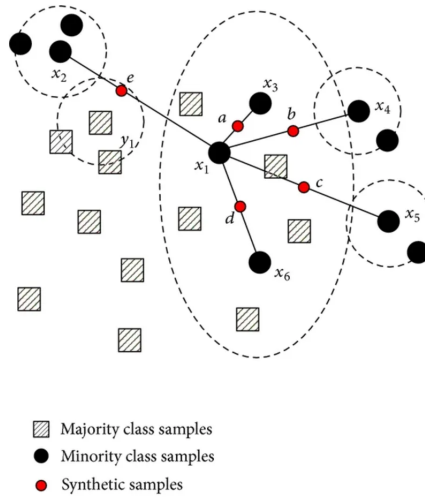 x2
e
x3
a
b
x4
y1
x1
c
d
x5
x6
Majority class samples
Minority class samples
Synthetic samples